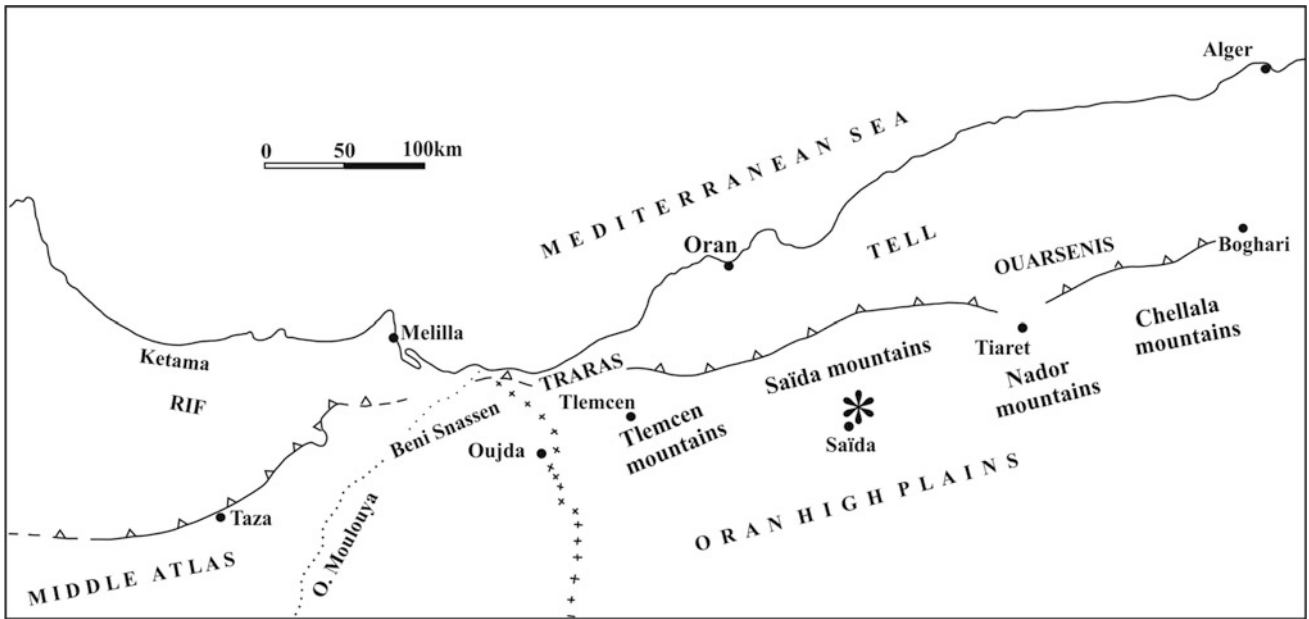 Alger
0 50 100km
MEDITERRANEAN SEA
Oran
TELL
OUARSENIS
Boghari
Melilla
Ketama
Chellala
mountains
Tiaret
TRARAS
Saïda mountains
Nador
mountains
RIF
Tlemcen
Beni Snassen
Tlemcen
mountains
Oujda
Saïda
ORAN HIGH PLAINS
Taza
O. Moulouya
MIDDLE ATLAS